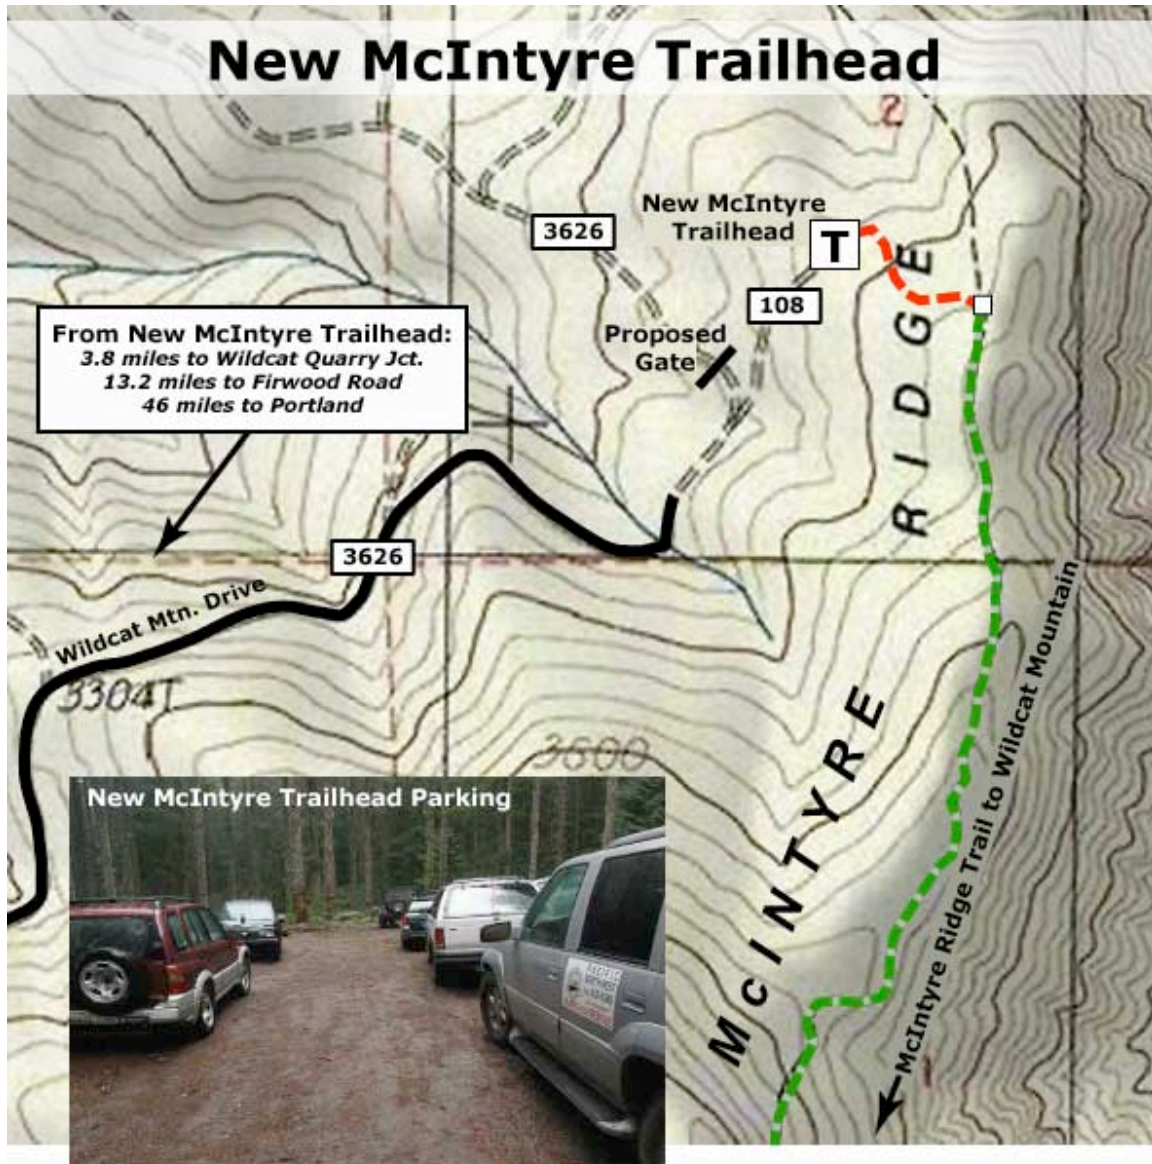 New McIntyre Trailhead
2
New McIntyre
Trailhead
T
3626
108
Proposed
Gate
From New McIntyre Trailhead:
3.8 miles to Wildcat Quarry Jct.
13.2 miles to Firwood Road
46 miles to Portland
3626
Wildcat Mtn. Drive
3304T
3600
McINTYRE RIDGE
McIntyre Ridge Trail to Wildcat Mountain
New McIntyre Trailhead Parking